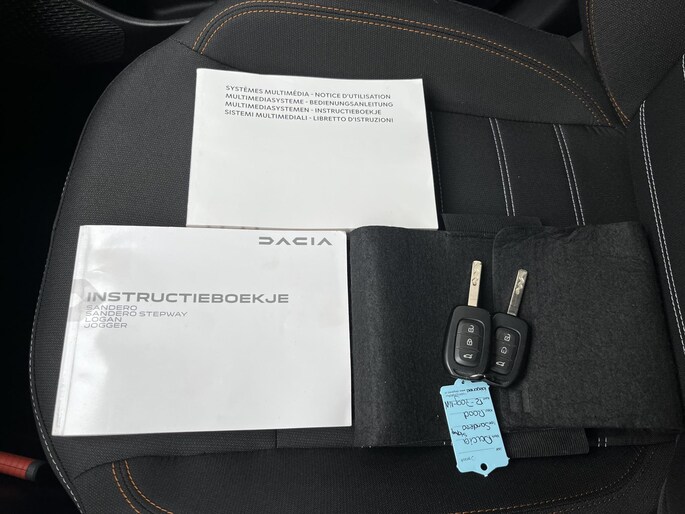 SYSTÈMES MULTIMÉDIA - NOTICE D'UTILISATION
MULTIMEDIASYSTEME - BEDIENUNGSANLEITUNG
MULTIMEDIASYSTEMEN - INSTRUCTIEBOEKJE
SISTEMI MULTIMEDIALI - LIBRETTO D'ISTRUZIONI
DACIA
INSTRUCTIEBOEKJE
SANDERO
SANDERO STEPWAY
LOGAN
JOGGER
Rood
Sandero
Dacia